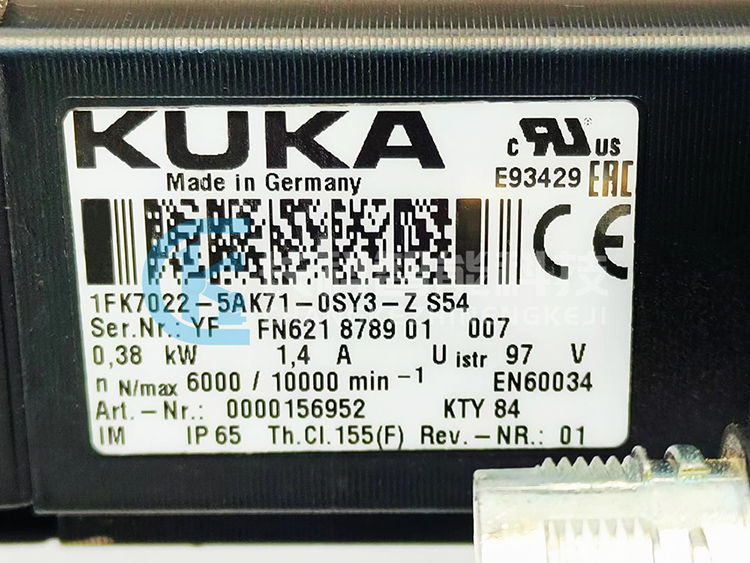 KUKA
c RU US
Made in Germany
E93429 EAC
CE
1FK7022-5AK71-0SY3-Z S54
Ser.Nr.: YF FN621 8789 01 007
0,38 kW 1,4 A U istr 97 V
n N/max 6000 / 10000 min -1 EN60034
Art.-Nr.: 0000156952 KTY 84
IM IP 65 Th.Cl.155(F) Rev.-NR.: 01